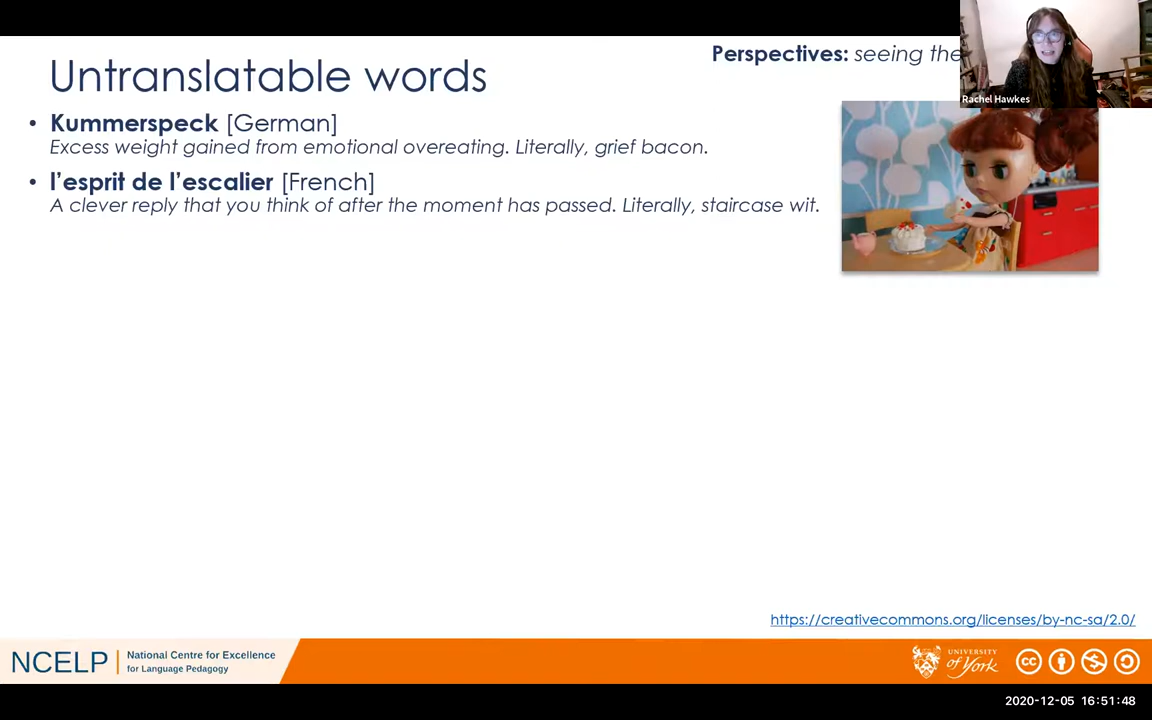 Perspectives: seeing the
Rachel Hawkes
Untranslatable words
• Kummerspeck [German]
Excess weight gained from emotional overeating. Literally, grief bacon.
• l’esprit de l’escalier [French]
A clever reply that you think of after the moment has passed. Literally, staircase wit.
https://creativecommons.org/licenses/by-nc-sa/2.0/
NCELP
National Centre for Excellence
for Language Pedagogy
UNIVERSITY
of York
cc
2020-12-05 16:51:48